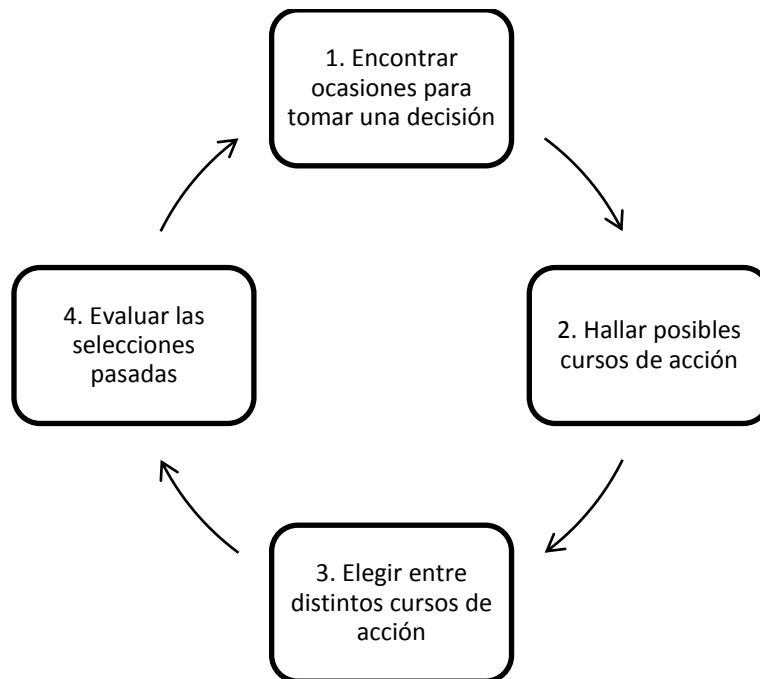 1. Encontrar
ocasiones para
tomar una decisión
2. Hallar posibles
cursos de acción
3. Elegir entre
distintos cursos de
acción
4. Evaluar las
selecciones
pasadas